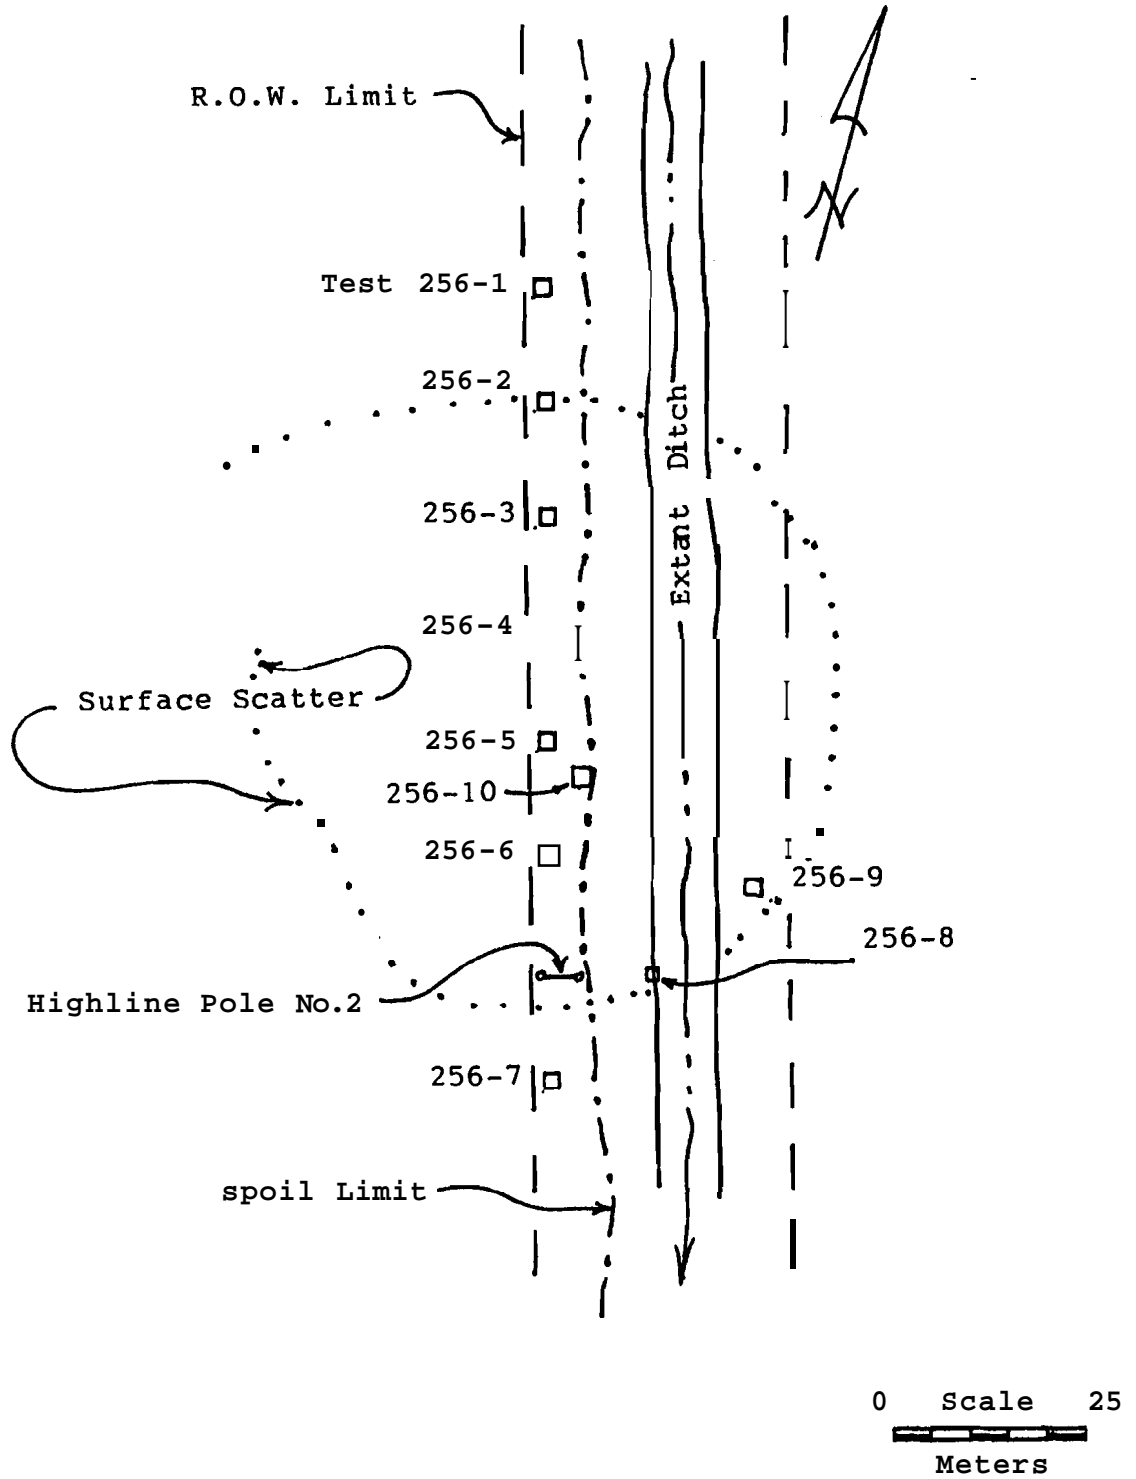 R.O.W. Limit
N
Test 256-1
256-2
Extant Ditch
256-3
256-4
Surface Scatter
256-5
256-10
256-6
256-9
256-8
Highline Pole No.2
256-7
spoil Limit
0 Scale 25
Meters